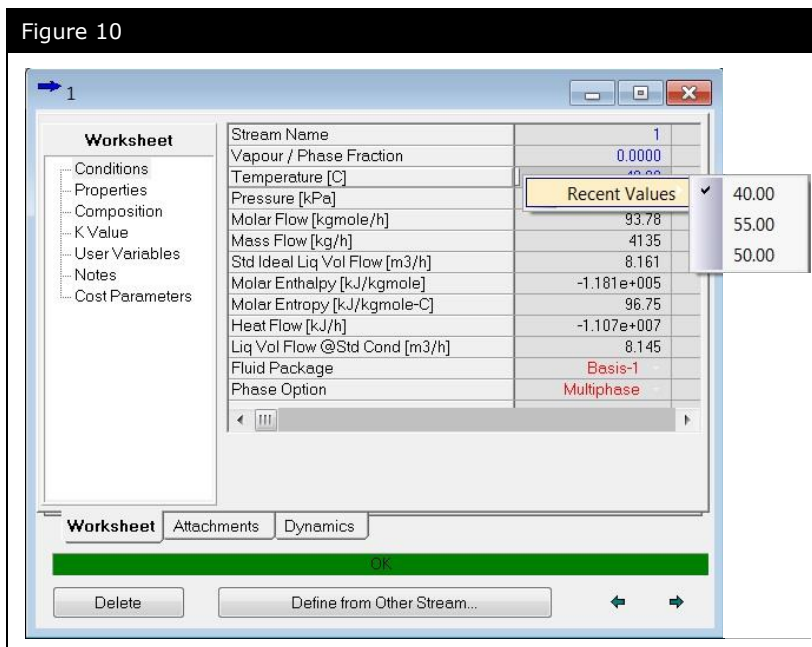 Figure 10
1
Worksheet
Conditions
Properties
Composition
K Value
User Variables
Notes
Cost Parameters
Stream Name 1
Vapour / Phase Fraction 0.0000
Temperature [C]
Pressure [kPa]
Molar Flow [kgmole/h] 93.78
Mass Flow [kg/h] 4135
Std Ideal Liq Vol Flow [m3/h] 8.161
Molar Enthalpy [kJ/kgmole] -1.181e+005
Molar Entropy [kJ/kgmole-C] 96.75
Heat Flow [kJ/h] -1.107e+007
Liq Vol Flow @Std Cond [m3/h] 8.145
Fluid Package Basis-1
Phase Option Multiphase
Recent Values
40.00
55.00
50.00
Worksheet Attachments Dynamics
OK
Delete Define from Other Stream...